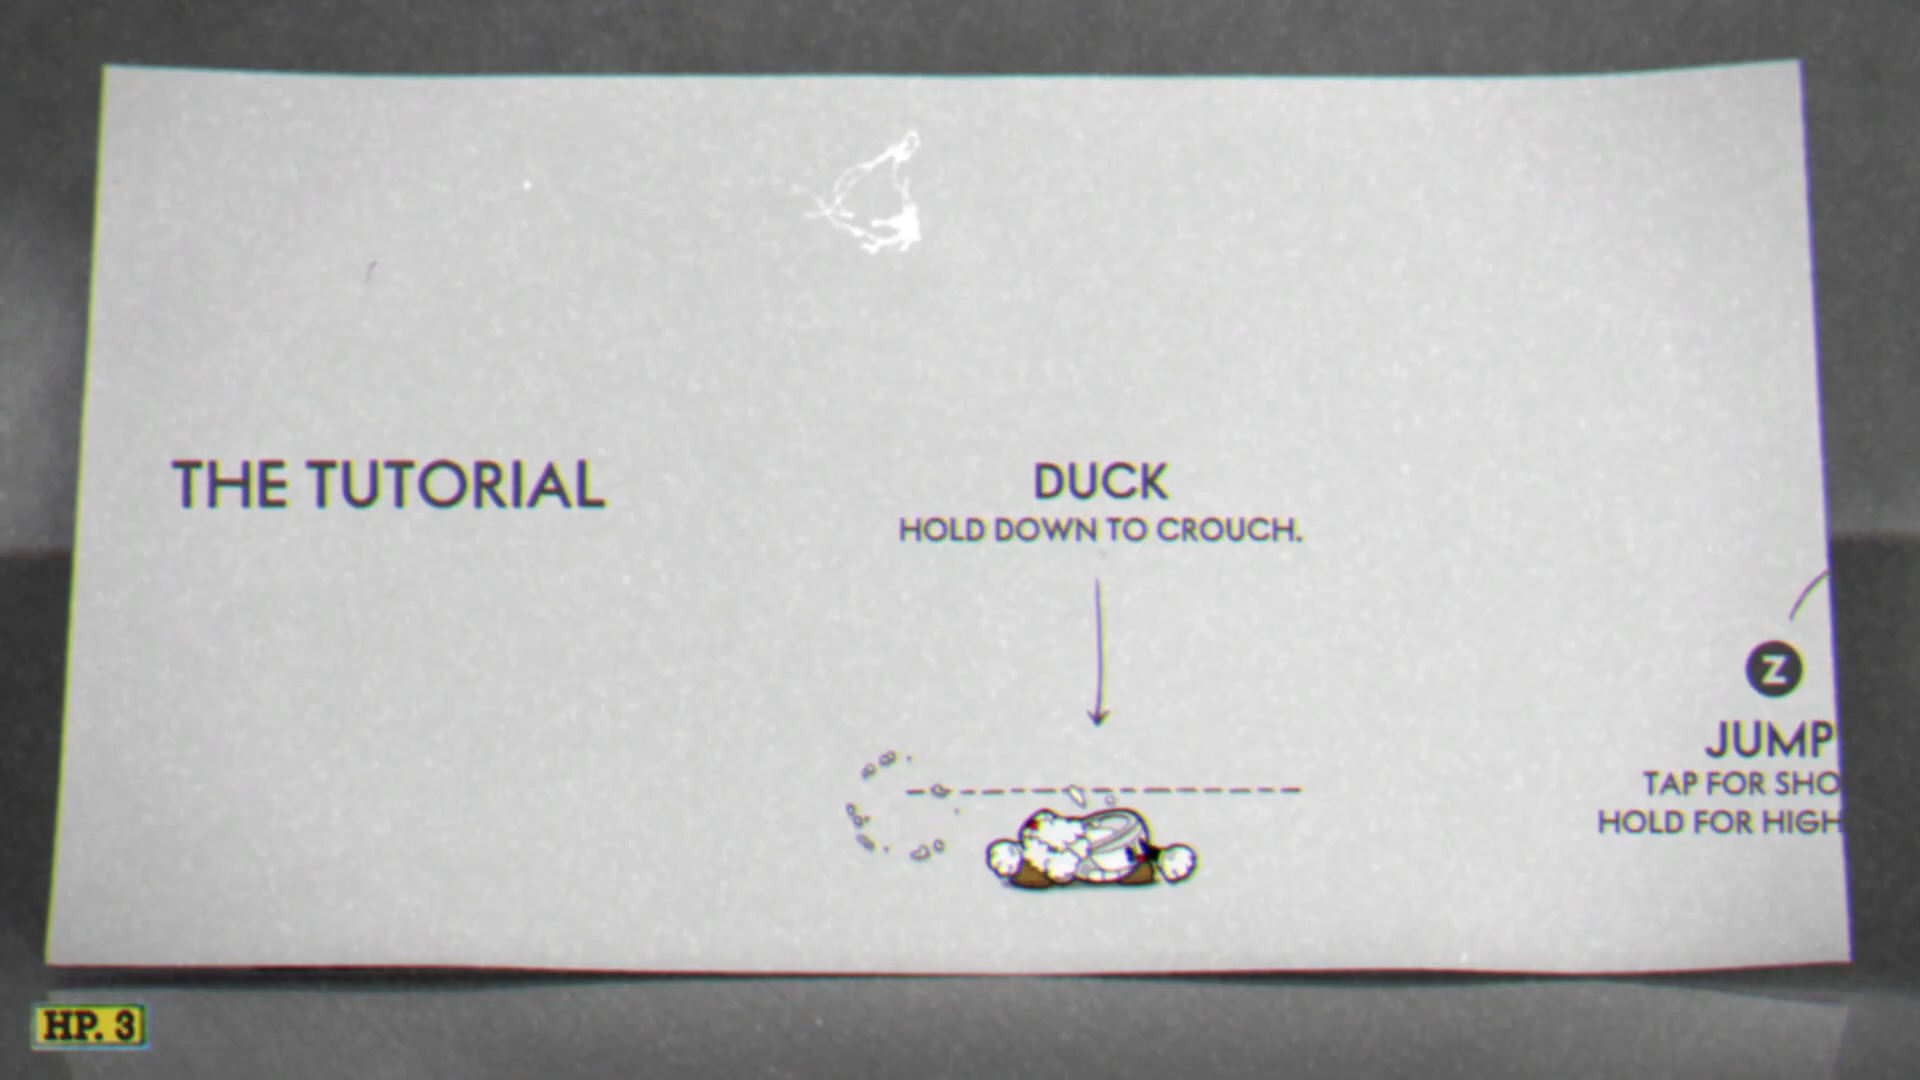 THE TUTORIAL
DUCK
HOLD DOWN TO CROUCH.
Z
JUMP
TAP FOR SHO
HOLD FOR HIGH
HP. 3